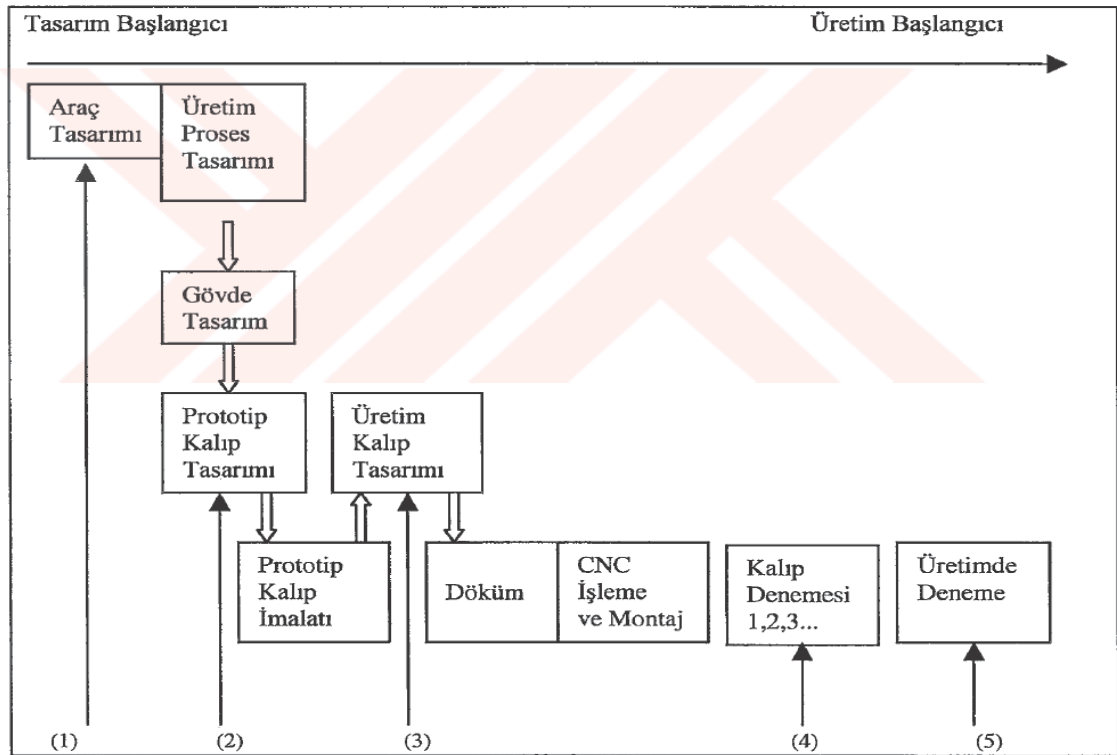 Tasarım Başlangıcı
Üretim Başlangıcı
Araç
Tasarımı
Üretim
Proses
Tasarımı
Gövde
Tasarım
Prototip
Kalıp
Tasarımı
Üretim
Kalıp
Tasarımı
Prototip
Kalıp
İmalatı
Döküm
CNC
İşleme
ve Montaj
Kalıp
Denemesi
1,2,3...
Üretimde
Deneme
(1)
(2)
(3)
(4)
(5)